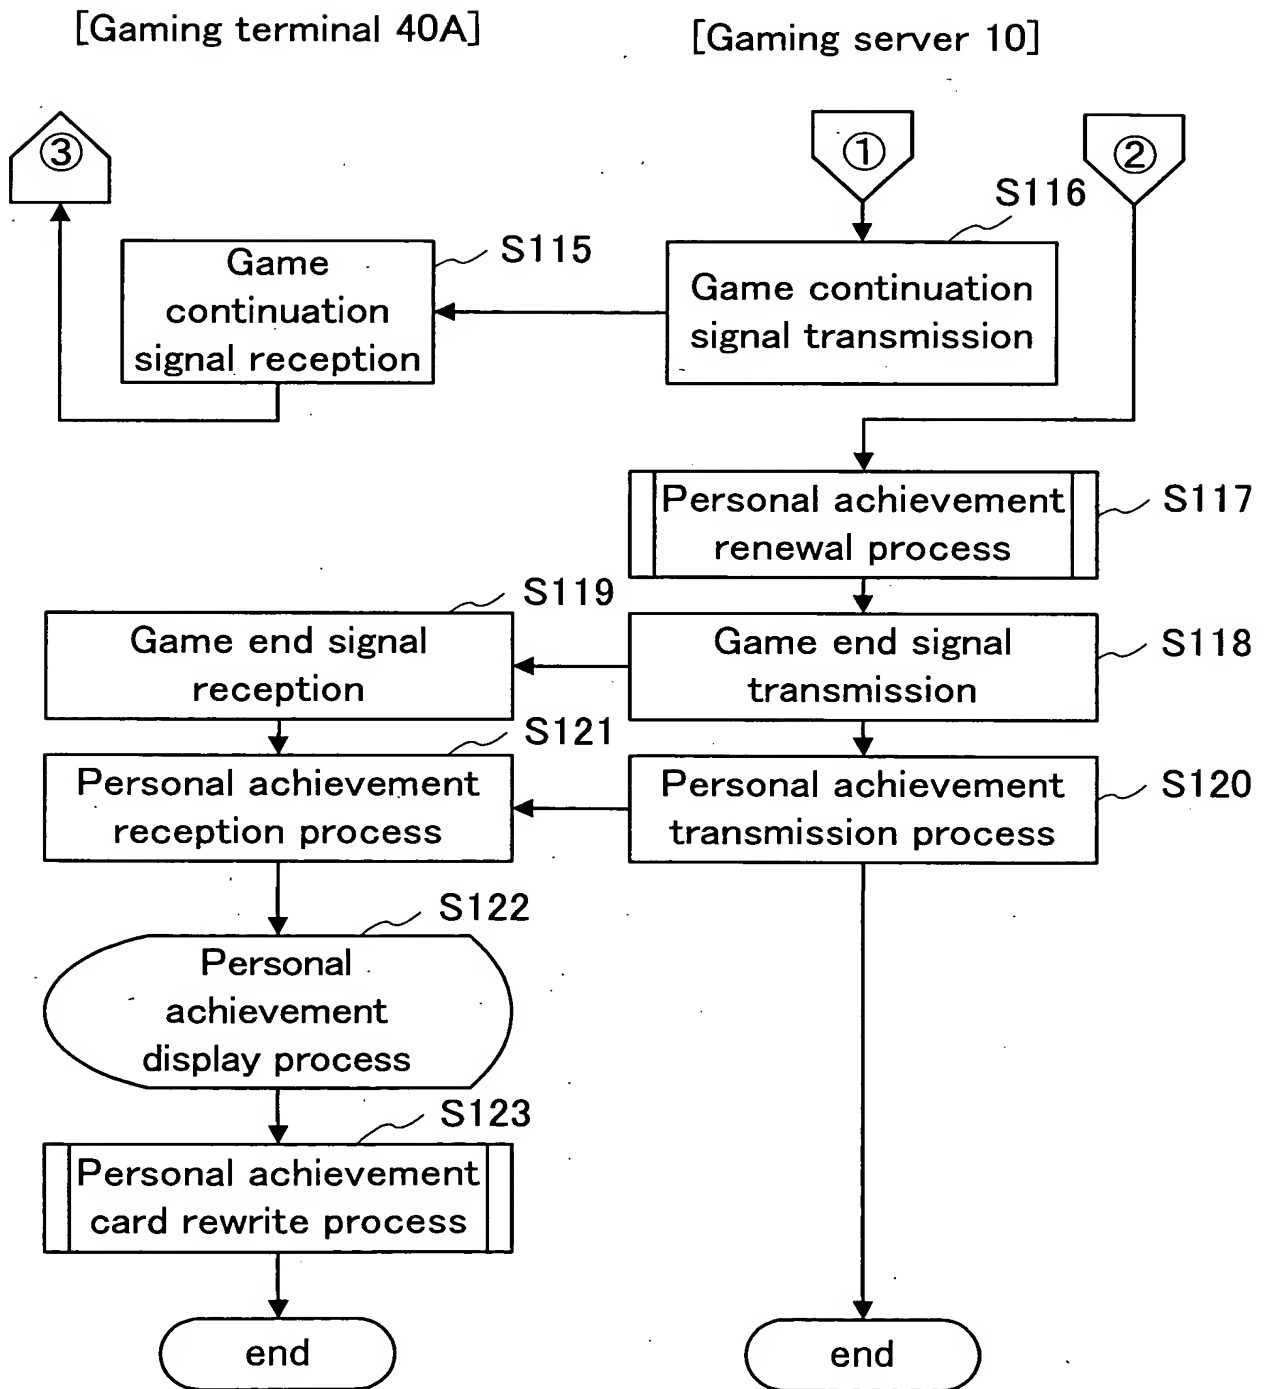 [Gaming terminal 40A]
[Gaming server 10]
③
①
②
S116
S115
Game
continuation
signal reception
Game continuation
signal transmission
Personal achievement
renewal process
S117
S119
Game end signal
reception
Game end signal
transmission
S118
S121
Personal achievement
reception process
Personal achievement
transmission process
S120
S122
Personal
achievement
display process
S123
Personal achievement
card rewrite process
end
end